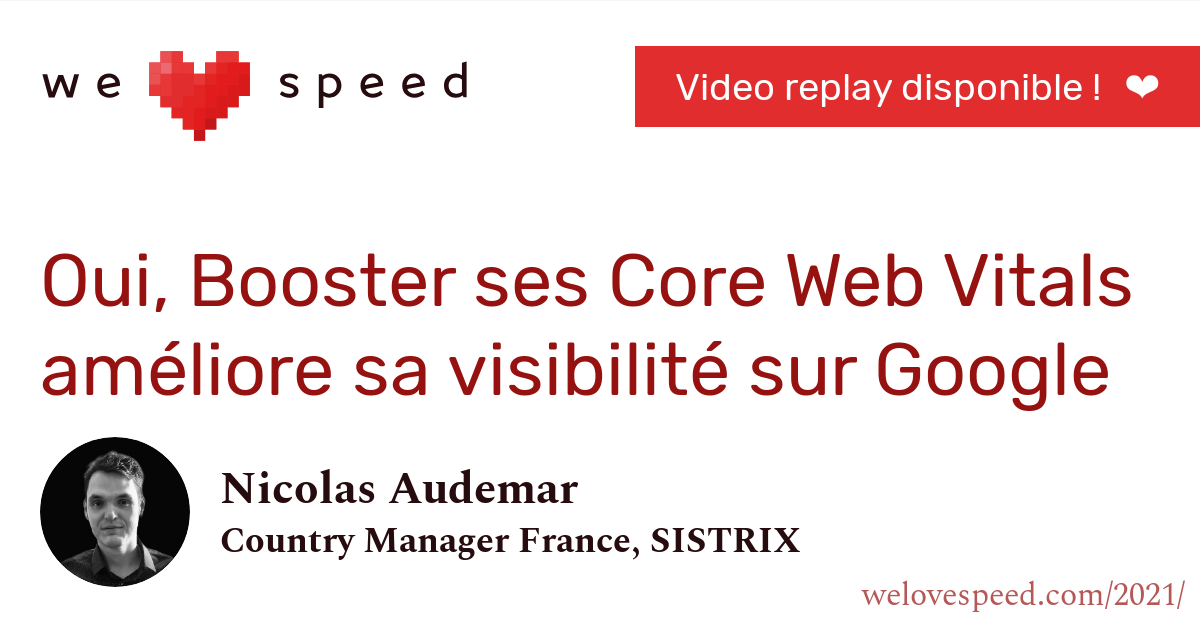 we speed
Video replay disponible ! ❤
Oui, Booster ses Core Web Vitals
améliore sa visibilité sur Google
Nicolas Audemar
Country Manager France, SISTRIX
welovespeed.com/2021/